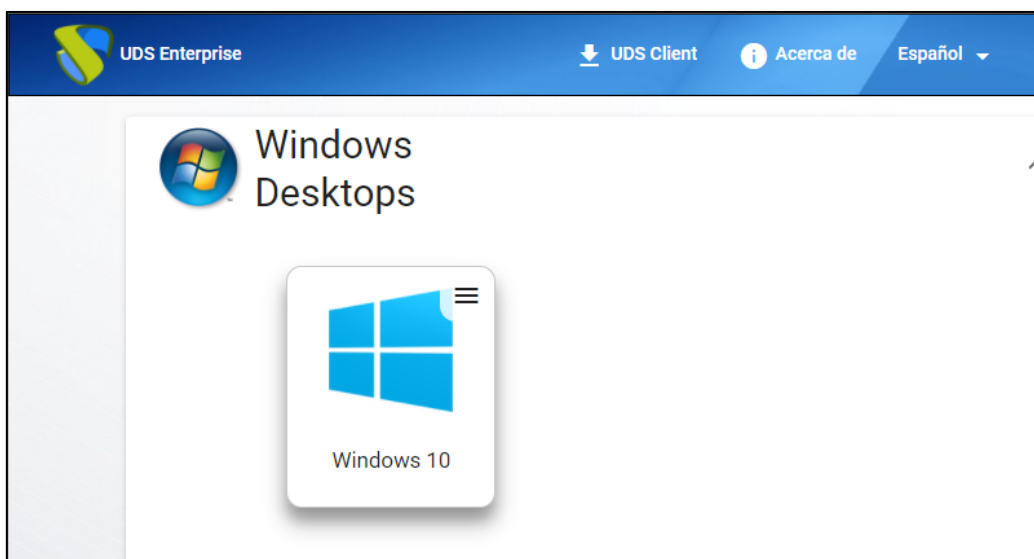 UDS Enterprise
UDS Client
Acerca de
Español
Windows
Desktops
Windows 10